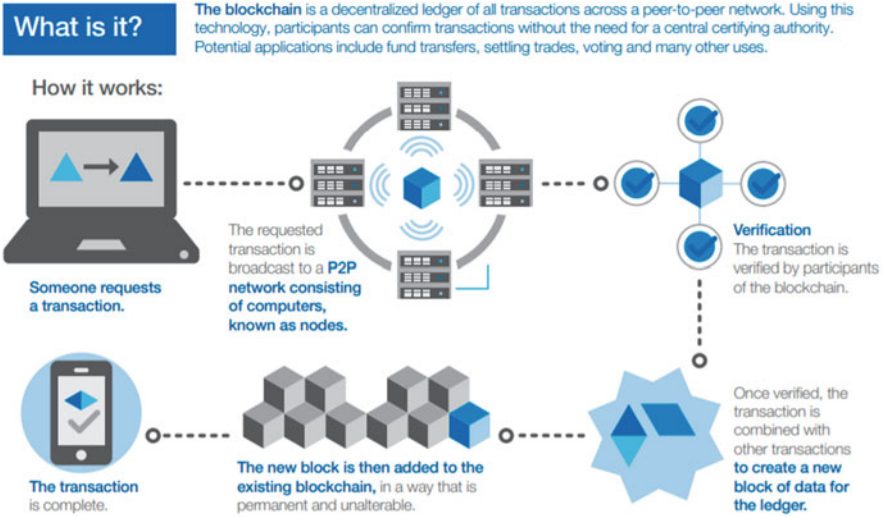 What is it?
The blockchain is a decentralized ledger of all transactions across a peer-to-peer network. Using this
technology, participants can confirm transactions without the need for a central certifying authority.
Potential applications include fund transfers, settling trades, voting and many other uses.
How it works:
Someone requests
a transaction.
The requested
transaction is
broadcast to a P2P
network consisting
of computers,
known as nodes.
Verification
The transaction is
verified by participants
of the blockchain.
Once verified, the
transaction is
combined with
other transactions
to create a new
block of data for
the ledger.
The new block is then added to the
existing blockchain, in a way that is
permanent and unalterable.
The transaction
is complete.